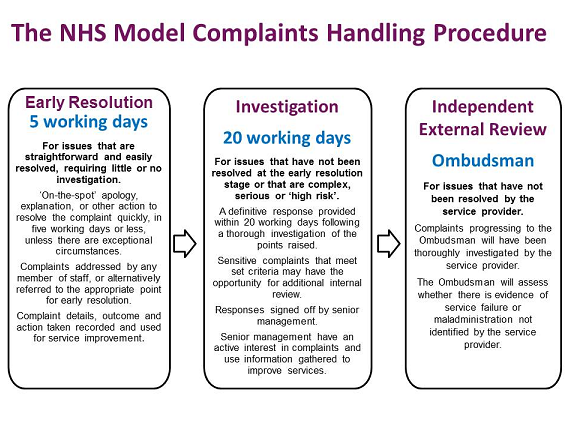 The NHS Model Complaints Handling Procedure
Early Resolution
5 working days
For issues that are
straightforward and easily
resolved, requiring little or no
investigation.
'On-the-spot' apology,
explanation, or other action to
resolve the complaint quickly, in
five working days or less,
unless there are exceptional
circumstances.
Complaints addressed by any
member of staff, or alternatively
referred to the appropriate point
for early resolution.
Complaint details, outcome and
action taken recorded and used
for service improvement.
Investigation
20 working days
For issues that have not been
resolved at the early resolution
stage or that are complex,
serious or 'high risk'.
A definitive response provided
within 20 working days following
a thorough investigation of the
points raised.
Sensitive complaints that meet
set criteria may have the
opportunity for additional internal
review.
Responses signed off by senior
management.
Senior management have an
active interest in complaints and
use information gathered to
improve services.
Independent
External Review
Ombudsman
For issues that have not
been resolved by the
service provider.
Complaints progressing to the
Ombudsman will have been
thoroughly investigated by the
service provider.
The Ombudsman will assess
whether there is evidence of
service failure or
maladministration not
identified by the service
provider.